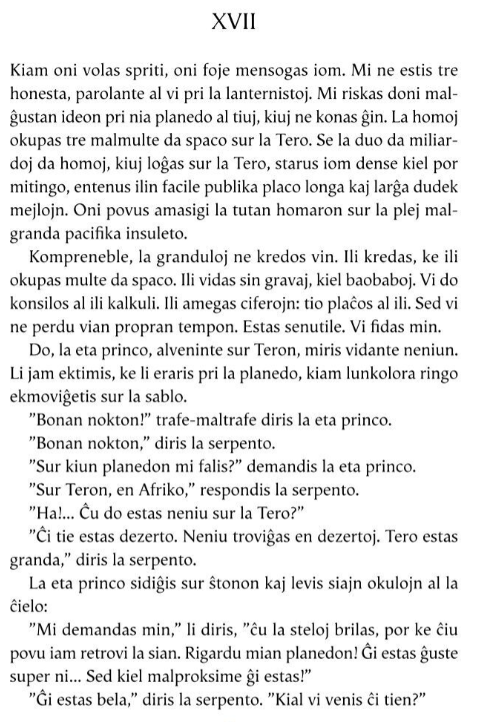 XVII
Kiam oni volas spriti, oni foje mensogas iom. Mi ne estis tre
honesta, parolante al vi pri la lanternistoj. Mi riskas doni mal-
ĝustan ideon pri nia planedo al tiuj, kiuj ne konas ĝin. La homoj
okupas tre malmulte da spaco sur la Tero. Se la duo da miliar-
doj da homoj, kiuj loĝas sur la Tero, starus iom dense kiel por
mitingo, entenus ilin facile publika placo longa kaj larĝa dudek
mejlojn. Oni povus amasigi la tutan homaron sur la plej mal-
granda pacifika insuleto.
Kompreneble, la granduloj ne kredos vin. Ili kredas, ke ili
okupas multe da spaco. Ili vidas sin gravaj, kiel baobaboj. Vi do
konsilos al ili kalkuli. Ili amegas ciferojn: tio plaĉos al ili. Sed vi
ne perdu vian propran tempon. Estas senutile. Vi fidas min.
Do, la eta princo, alveninte sur Teron, miris vidante neniun.
Li jam ektimis, ke li eraris pri la planedo, kiam lunkolora ringo
ekmoviĝetis sur la sablo.
”Bonan nokton!” trafe-maltrafe diris la eta princo.
”Bonan nokton,” diris la serpento.
”Sur kiun planedon mi falis?” demandis la eta princo.
”Sur Teron, en Afriko,” respondis la serpento.
”Ha!... Ĉu do estas neniu sur la Tero?”
”Ĉi tie estas dezerto. Neniu troviĝas en dezertoj. Tero estas
granda,” diris la serpento.
La eta princo sidiĝis sur ŝtonon kaj levis siajn okulojn al la
ĉielo:
”Mi demandas min,” li diris, ”ĉu la steloj brilas, por ke ĉiu
povu iam retrovi la sian. Rigardu mian planedon! Ĝi estas ĝuste
super ni... Sed kiel malproksime ĝi estas!”
”Ĝi estas bela,” diris la serpento. ”Kial vi venis ĉi tien?”